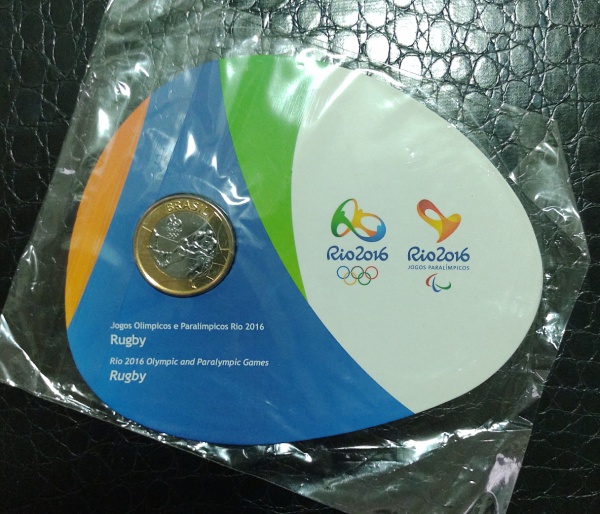 BRASIL
Rio2016
Rio2016
JOGOS PARALÍMPICOS
Jogos Olímpicos e Paralímpicos Rio 2016
Rugby
Rio 2016 Olympic and Paralympic Games
Rugby